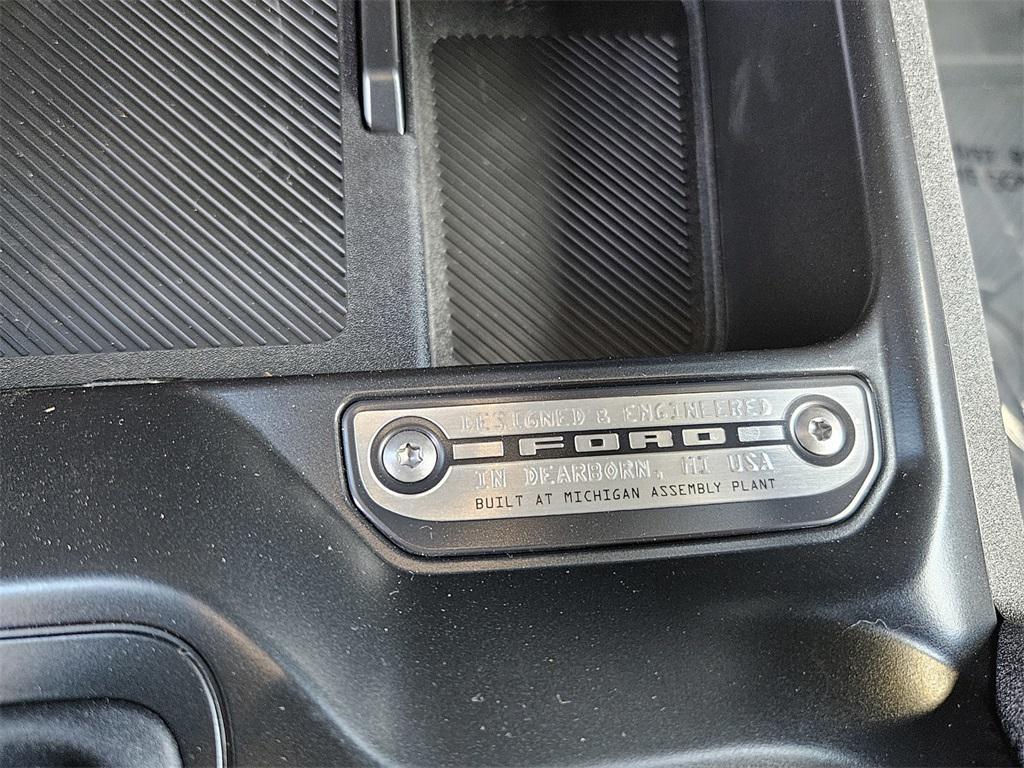 DESIGNED & ENGINEERED
FORD
IN DEARBORN, MI USA
BUILT AT MICHIGAN ASSEMBLY PLANT